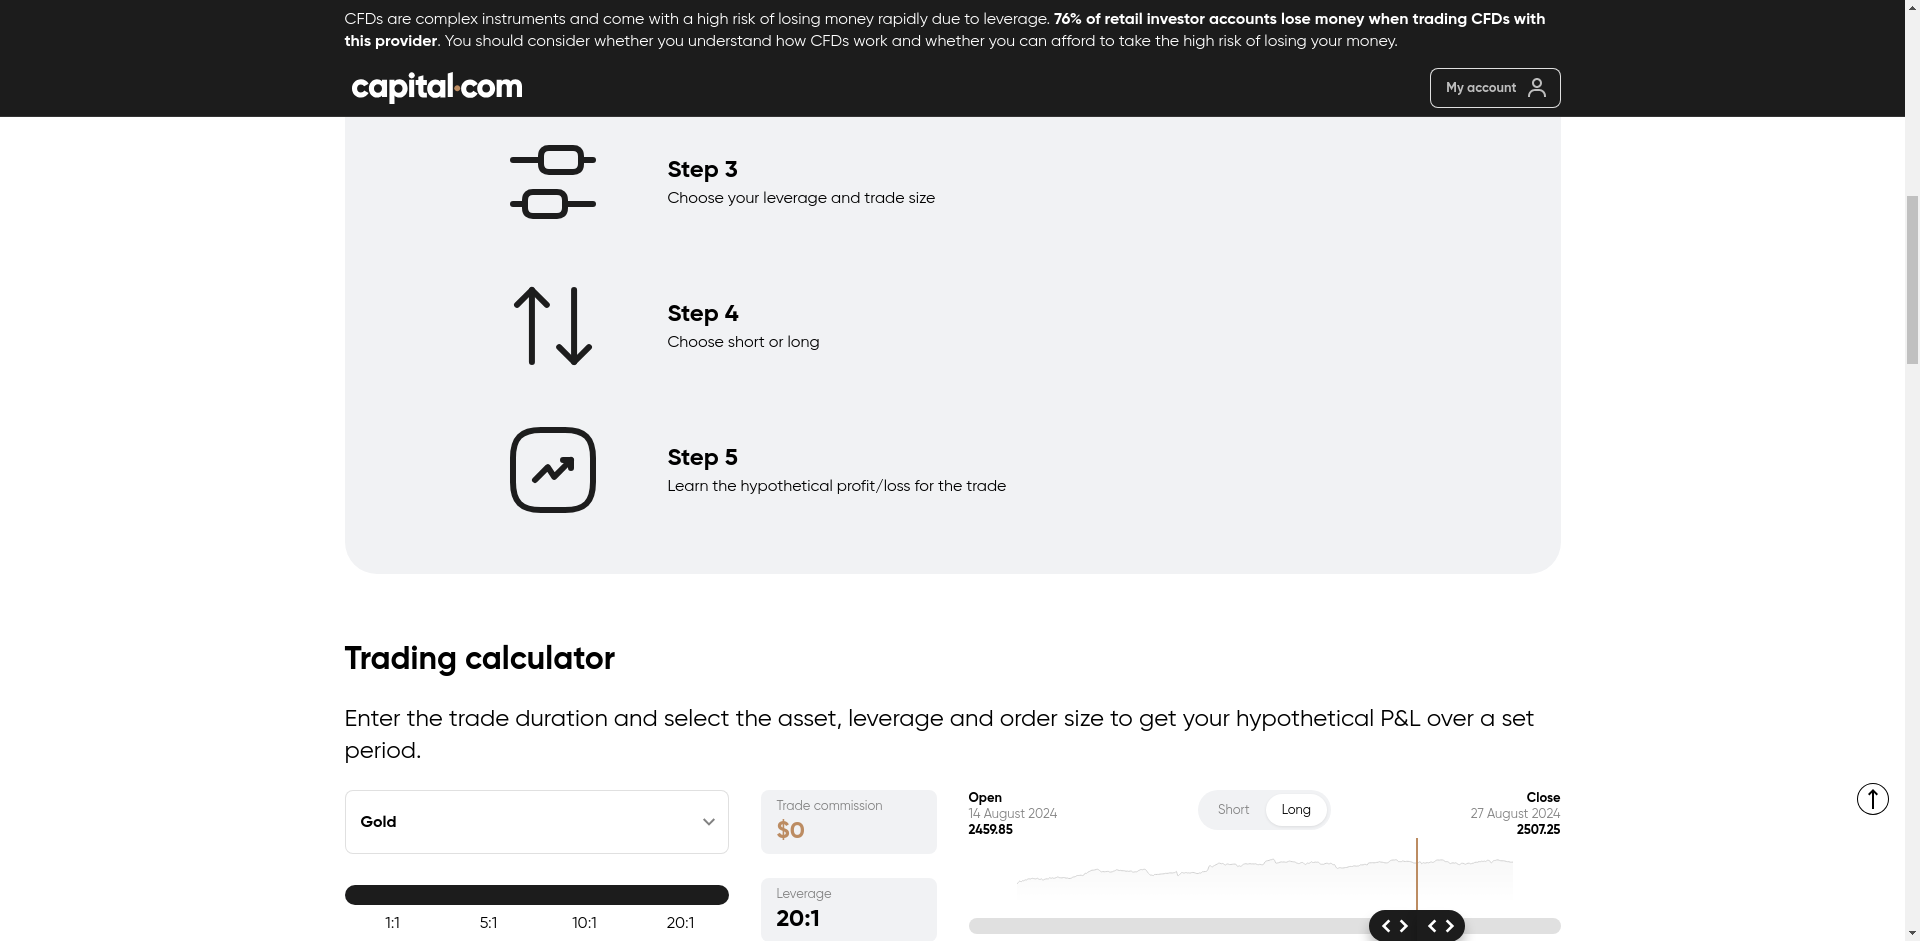 CFDs are complex instruments and come with a high risk of losing money rapidly due to leverage. 76% of retail investor accounts lose money when trading CFDs with
this provider. You should consider whether you understand how CFDs work and whether you can afford to take the high risk of losing your money.
capital.com
My account
Step 3
Choose your leverage and trade size
Step 4
Choose short or long
Step 5
Learn the hypothetical profit/loss for the trade
Trading calculator
Enter the trade duration and select the asset, leverage and order size to get your hypothetical P&L over a set
period.
Gold
Trade commission
$0
Open
14 August 2024
2459.85
Short
Long
Close
27 August 2024
2507.25
1:1
5:1
10:1
20:1
Leverage
20:1